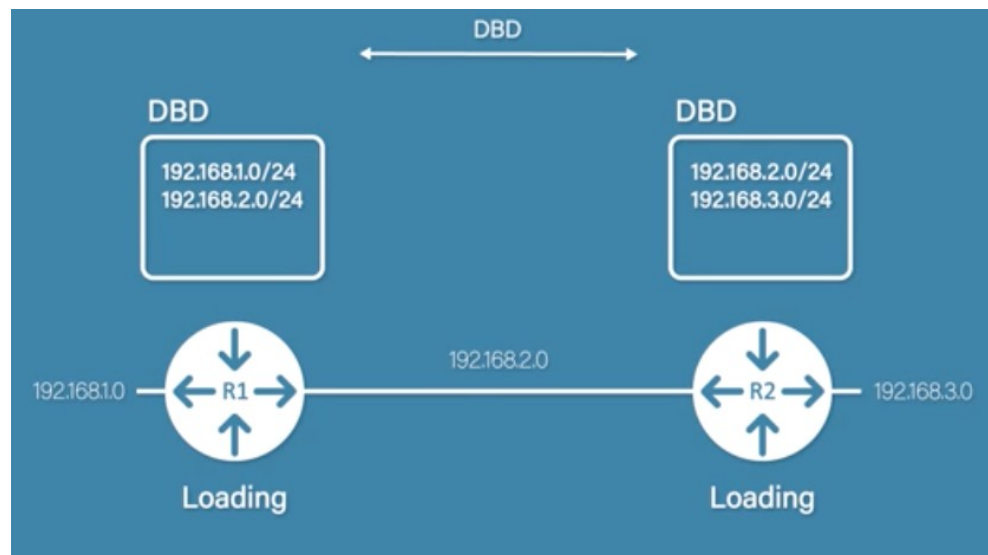 DBD
DBD
192.168.1.0/24
192.168.2.0/24
DBD
192.168.2.0/24
192.168.3.0/24
192.168.1.0
R1
192.168.2.0
R2
192.168.3.0
Loading
Loading